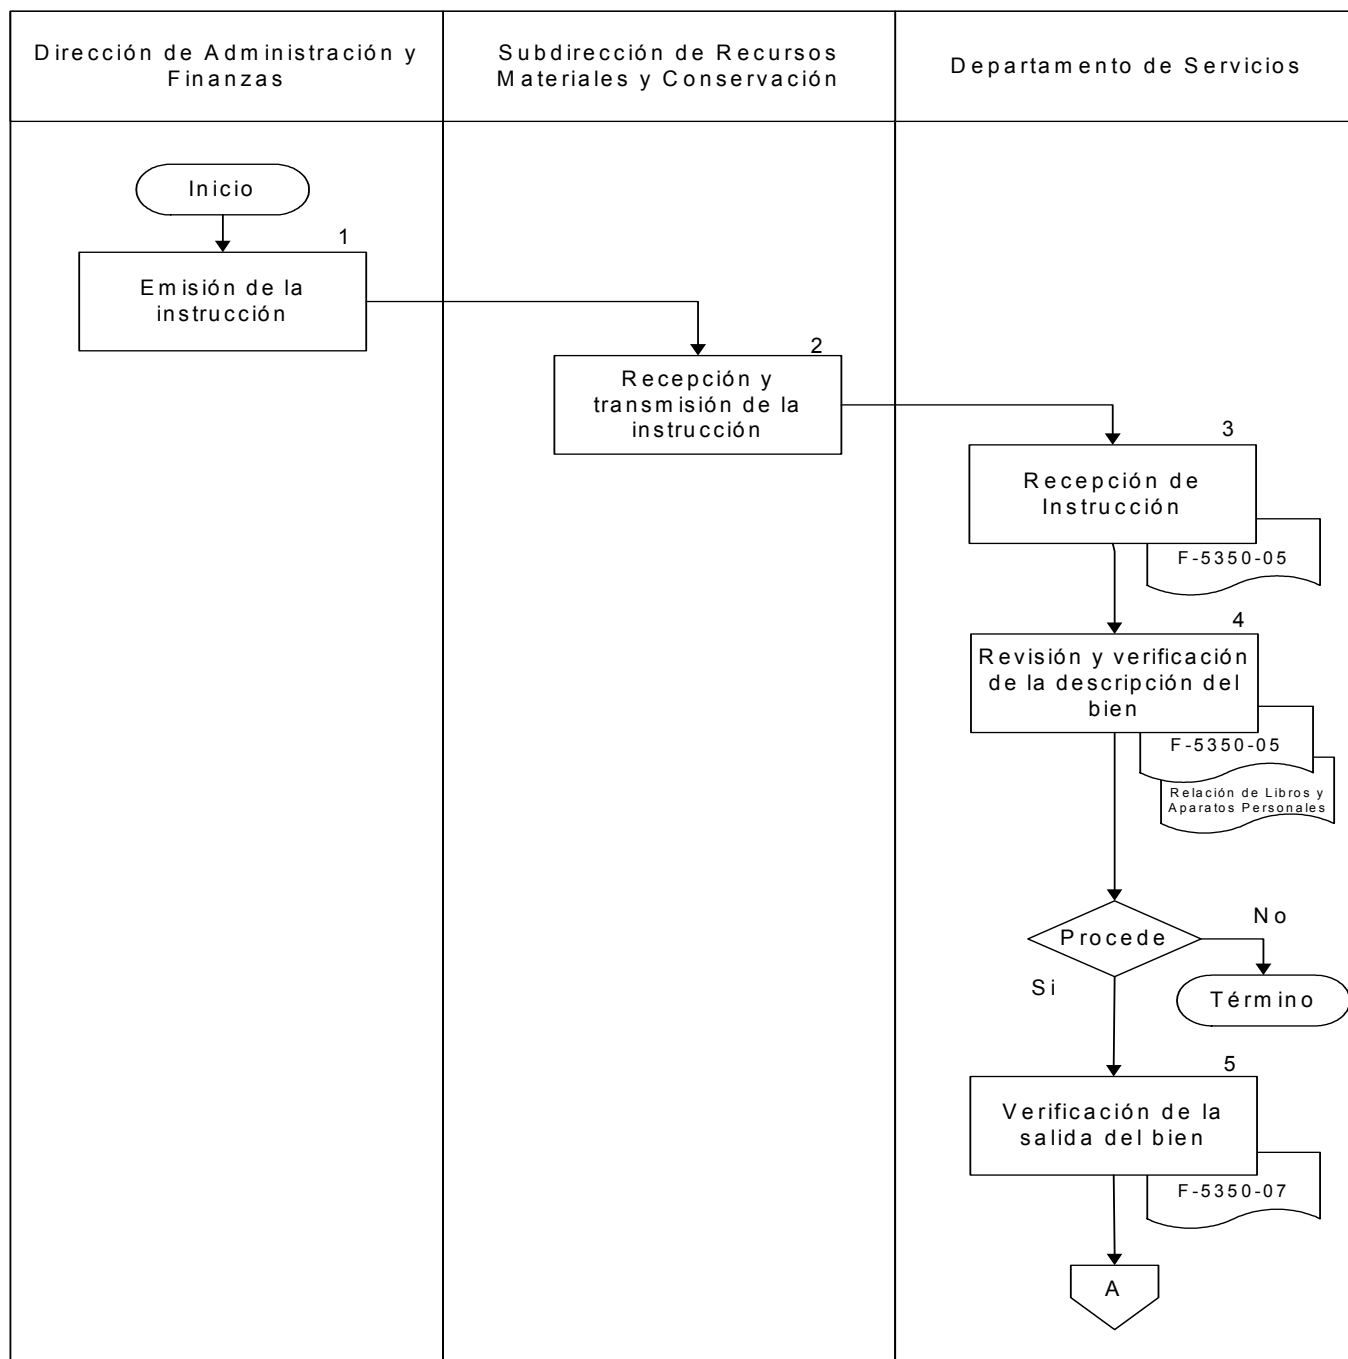 Dirección de Administración y
Finanzas
Subdirección de Recursos
Materiales y Conservación
Departamento de Servicios
Inicio
1
Emisión de la
instrucción
2
Recepción y
transmisión de la
instrucción
3
Recepción de
Instrucción
F-5350-05
4
Revisión y verificación
de la descripción del
bien
F-5350-05
Relación de Libros y
Aparatos Personales
Procede
No
Si
Término
5
Verificación de la
salida del bien
F-5350-07
A